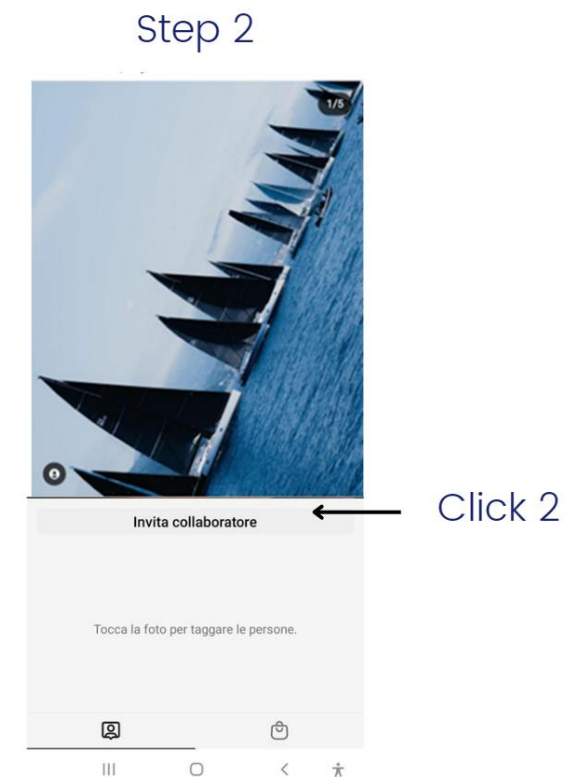 Step 2
1/5
Invita collaboratore
Click 2
Tocca la foto per taggare le persone.